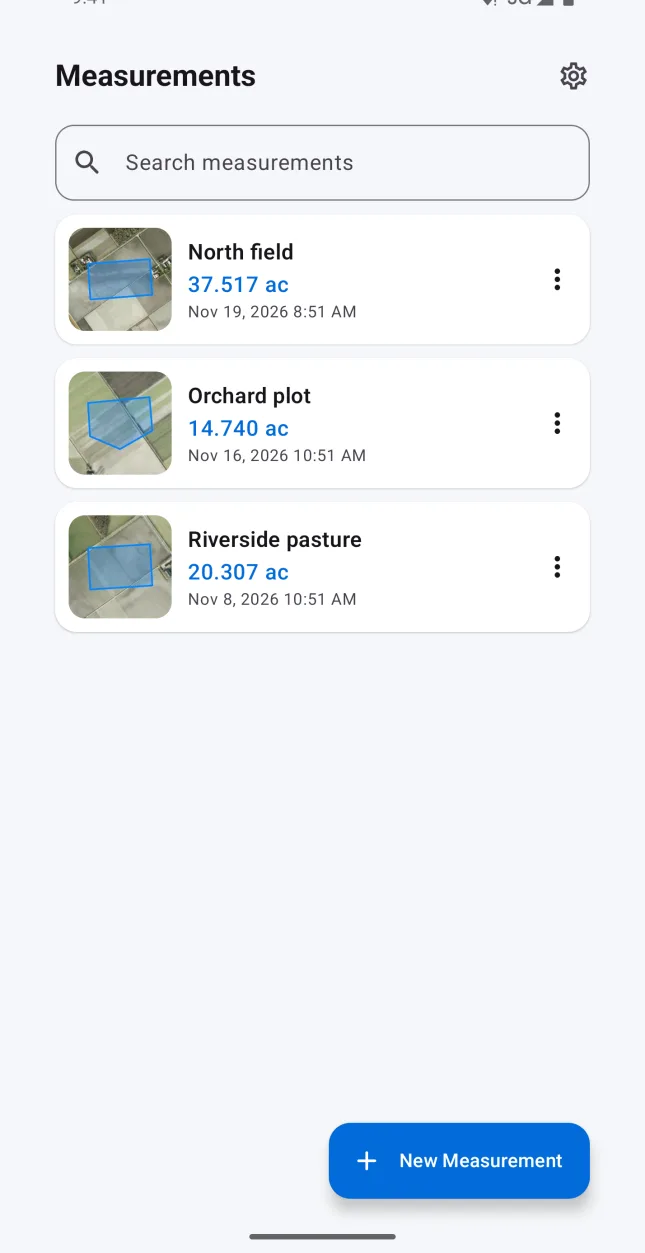 Measurements
Search measurements
North field
37.517 ac
Nov 19, 2026 8:51 AM
Orchard plot
14.740 ac
Nov 16, 2026 10:51 AM
Riverside pasture
20.307 ac
Nov 8, 2026 10:51 AM
New Measurement